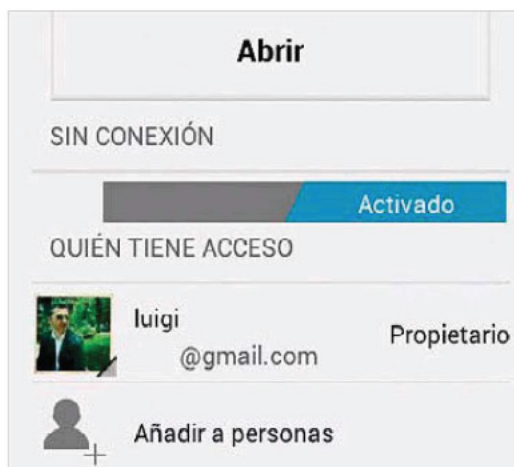 Abrir
SIN CONEXIÓN
Activado
QUIÉN TIENE ACCESO
luigi
@gmail.com
Propietario
Añadir a personas